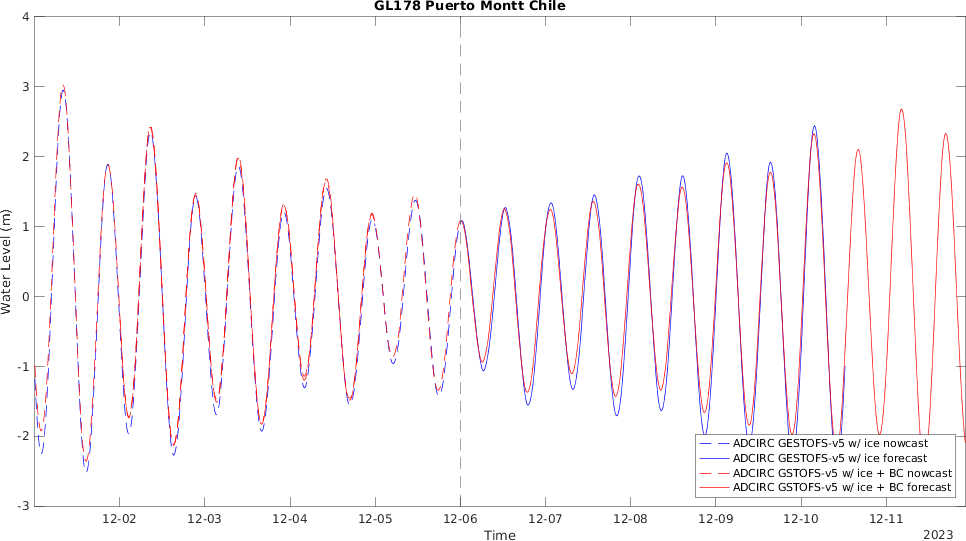 GL178 Puerto Montt Chile
4
3
2
1
0
-1
-2
-3
Water Level (m)
ADCIRC GESTOFS-v5 w/ ice nowcast
ADCIRC GESTOFS-v5 w/ ice forecast
ADCIRC GSTOFS-v5 w/ ice + BC nowcast
ADCIRC GSTOFS-v5 w/ ice + BC forecast
12-02 12-03 12-04 12-05 12-06 12-07 12-08 12-09 12-10 12-11
Time
2023